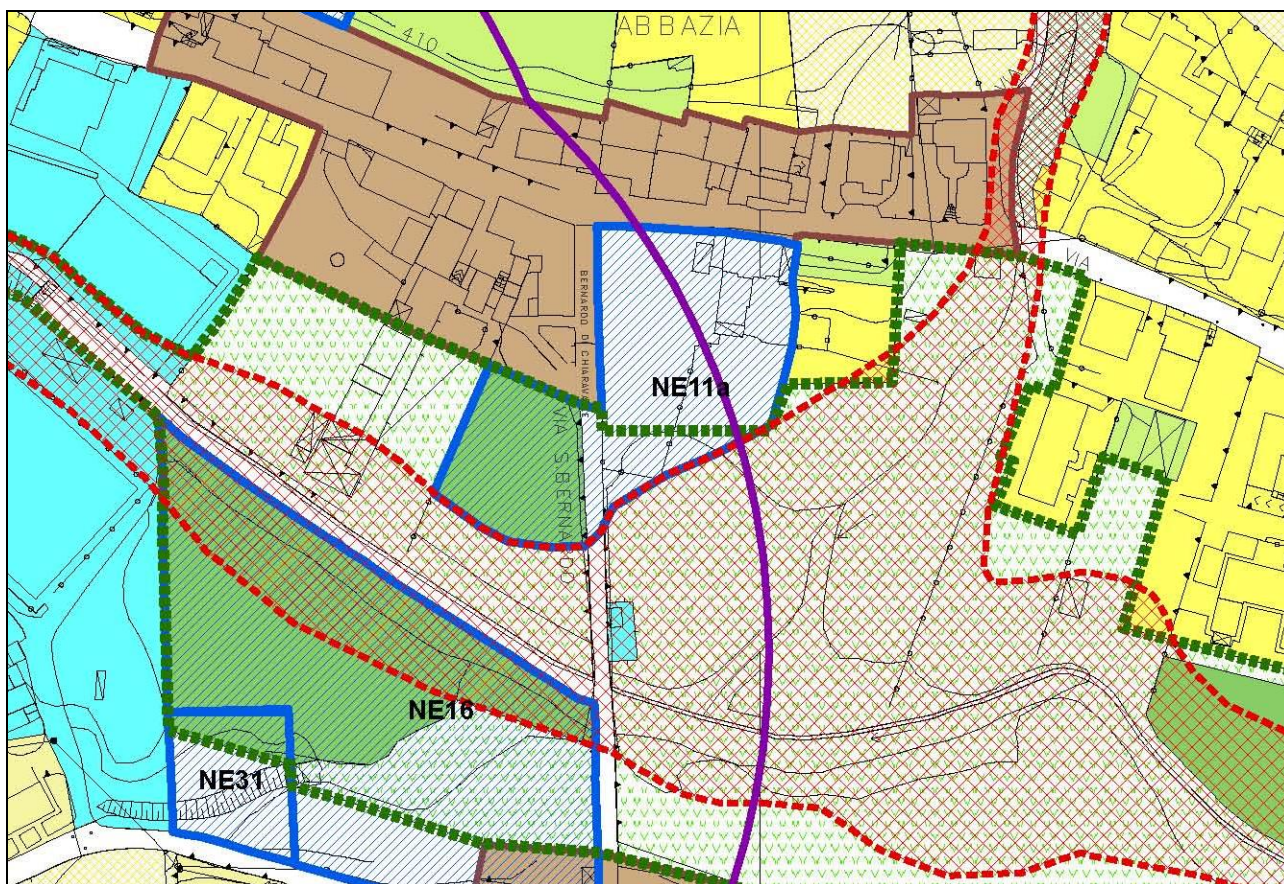 ABBAZIA
410
VIA
BERNARDO DI CHIARAVALLE
NE11a
VIA S.BERNARDO
NE16
NE31